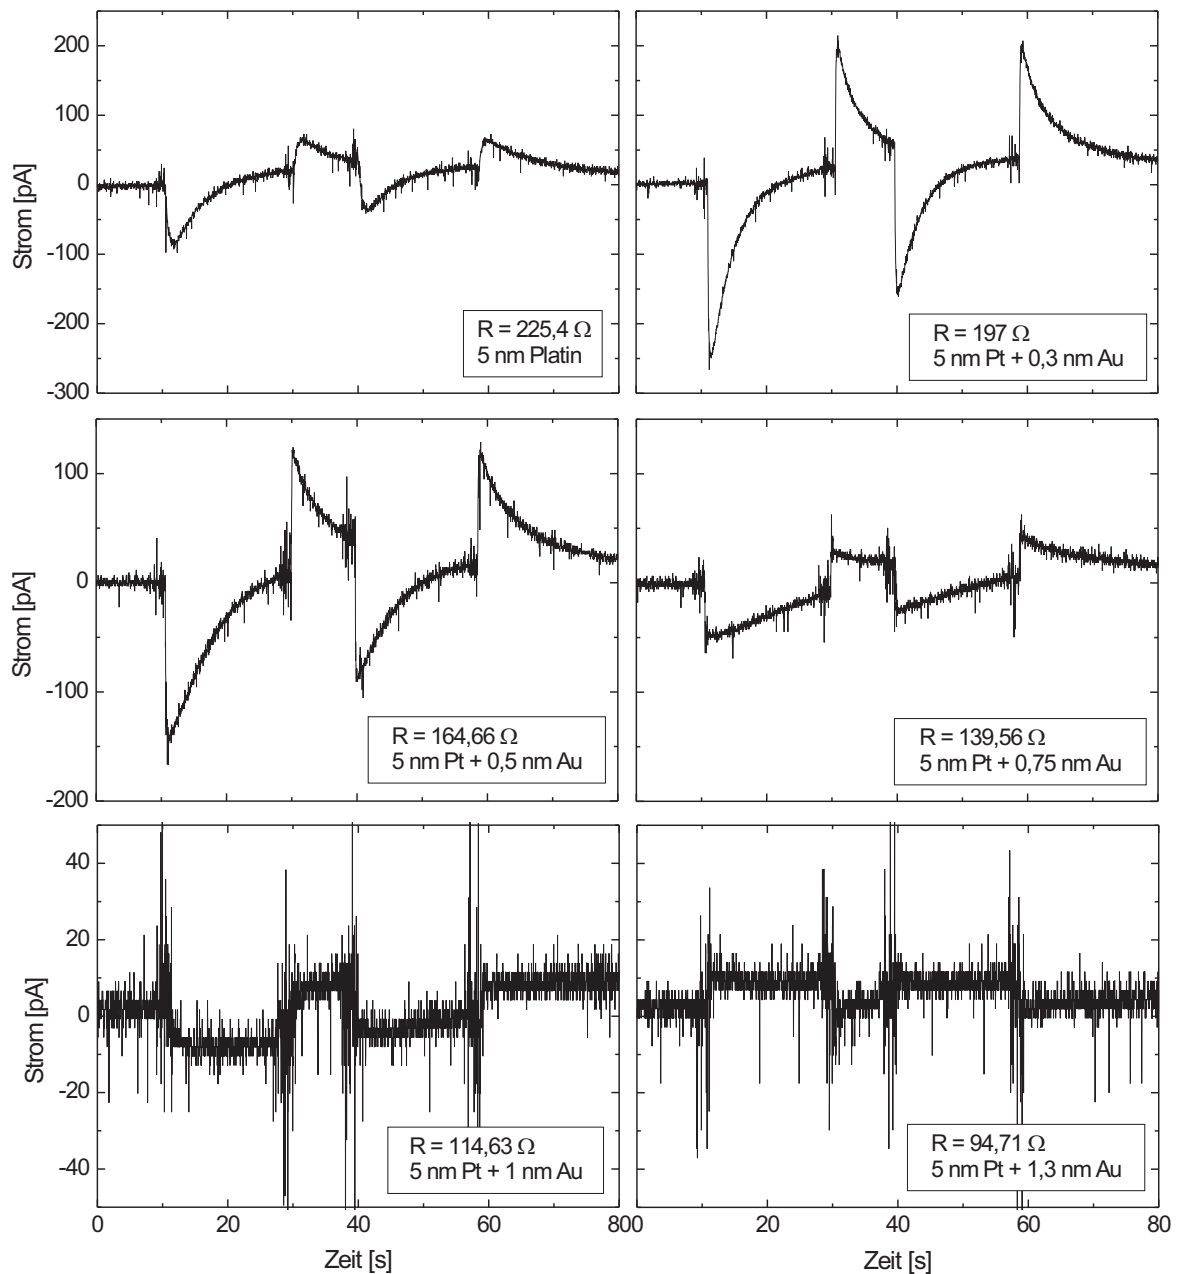 200
100
0
-100
-200
-300
Strom [pA]
R = 225,4 Ω
5 nm Platin
R = 197 Ω
5 nm Pt + 0,3 nm Au
100
0
-100
-200
Strom [pA]
R = 164,66 Ω
5 nm Pt + 0,5 nm Au
R = 139,56 Ω
5 nm Pt + 0,75 nm Au
40
20
0
-20
-40
Strom [pA]
R = 114,63 Ω
5 nm Pt + 1 nm Au
R = 94,71 Ω
5 nm Pt + 1,3 nm Au
0 20 40 60 80
0 20 40 60 80
Zeit [s]
Zeit [s]